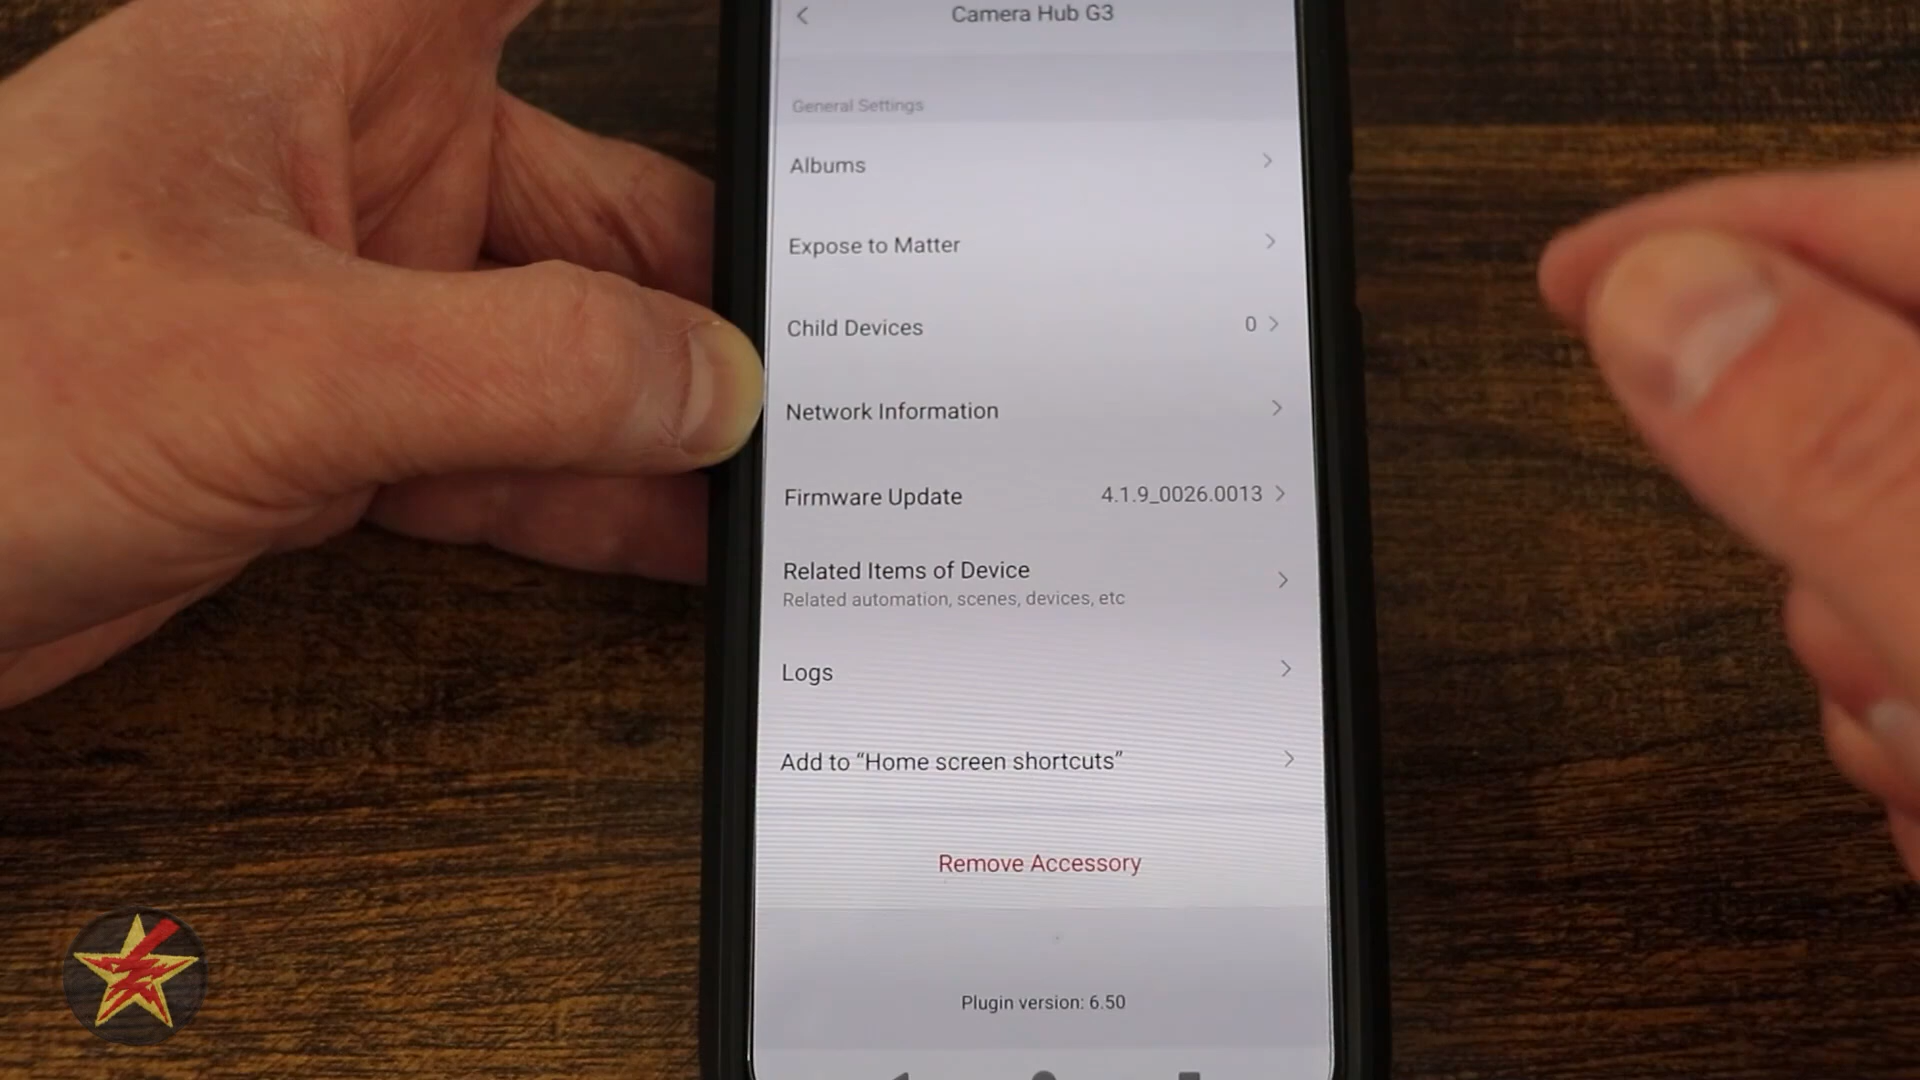 Camera Hub G3
General Settings
Albums
Expose to Matter
Child Devices 0
Network Information
Firmware Update 4.1.9_0026.0013
Related Items of Device
Related automation, scenes, devices, etc
Logs
Add to “Home screen shortcuts”
Remove Accessory
Plugin version: 6.50